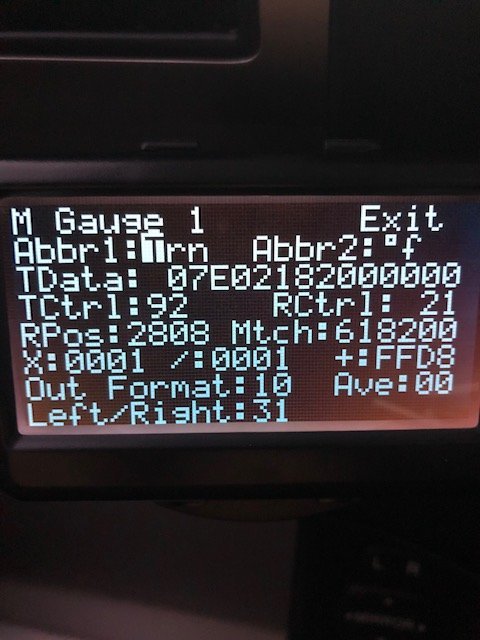 M Gauge 1 Exit
Abbr1:Trn Abbr2:°f
TData: 07E02182000000
TCtrl:92 RCtrl: 21
RPos:2808 Mtch:618200
X:0001 /:0001 +:FFD8
Out Format:10 Ave:00
Left/Right:31
L R